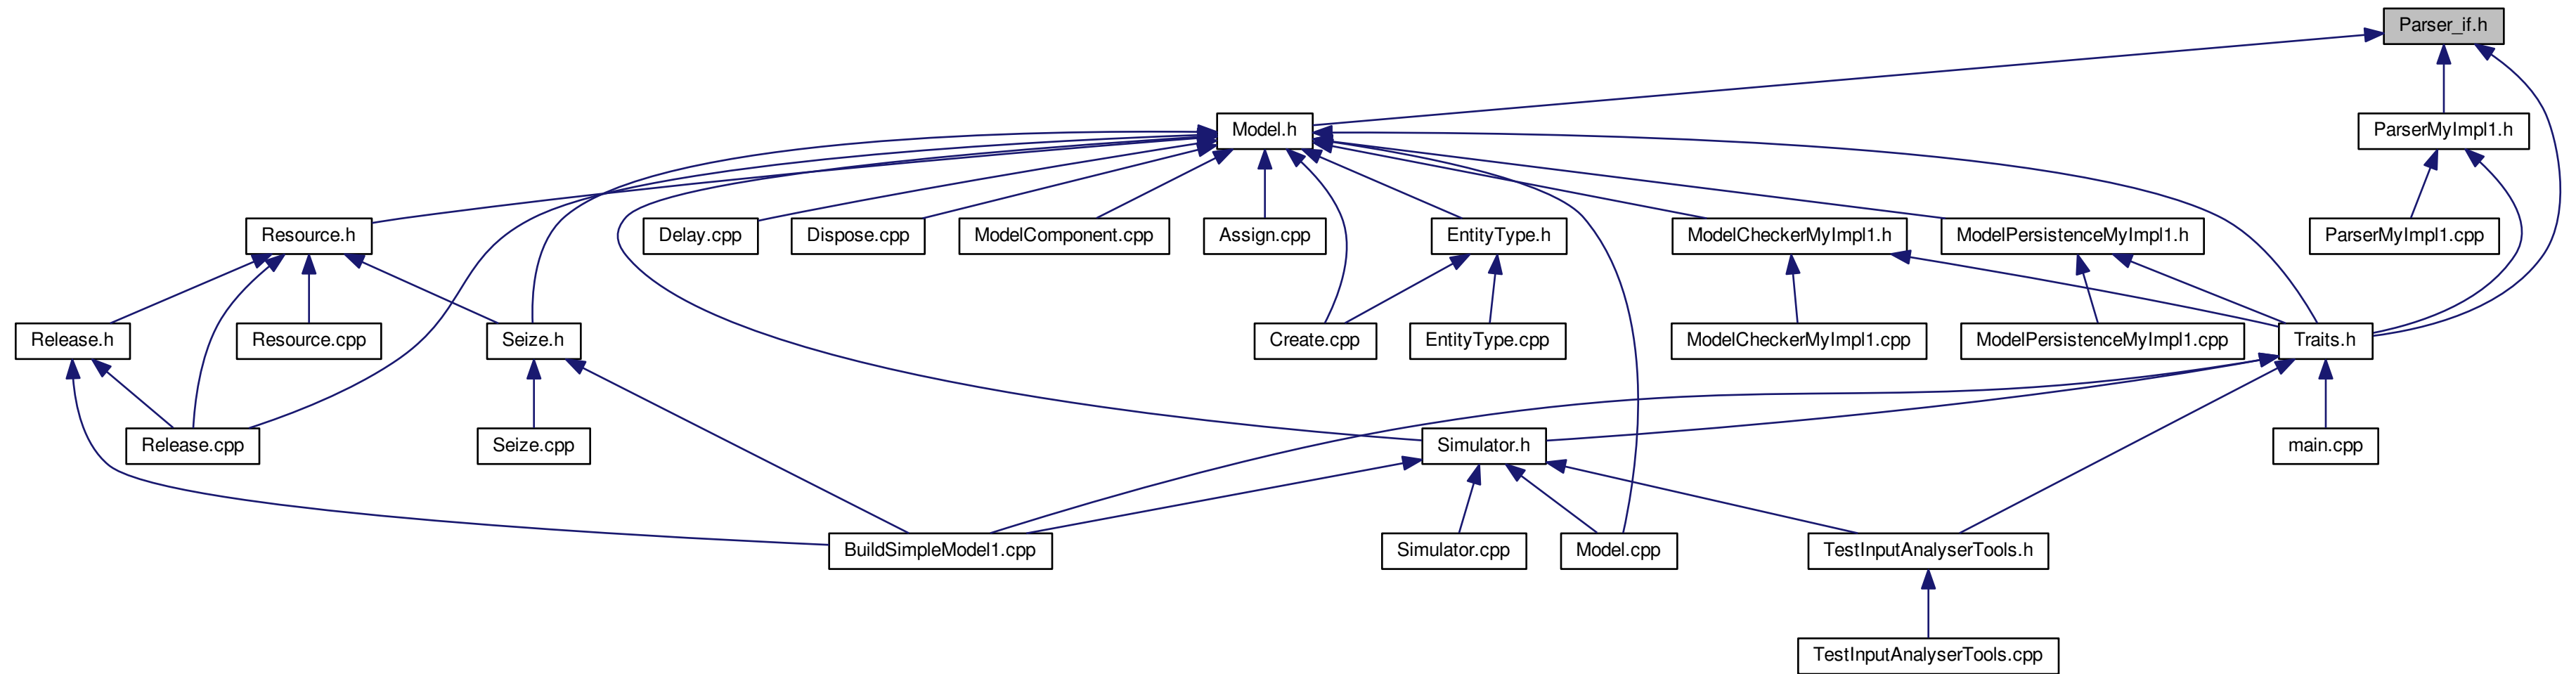 Parser_if.h
Model.h
ParserMyImpl1.h
Resource.h
Delay.cpp
Dispose.cpp
ModelComponent.cpp
Assign.cpp
EntityType.h
ModelCheckerMyImpl1.h
ModelPersistenceMyImpl1.h
ParserMyImpl1.cpp
Release.h
Resource.cpp
Seize.h
Create.cpp
EntityType.cpp
ModelCheckerMyImpl1.cpp
ModelPersistenceMyImpl1.cpp
Traits.h
Release.cpp
Seize.cpp
Simulator.h
main.cpp
BuildSimpleModel1.cpp
Simulator.cpp
Model.cpp
TestInputAnalyserTools.h
TestInputAnalyserTools.cpp